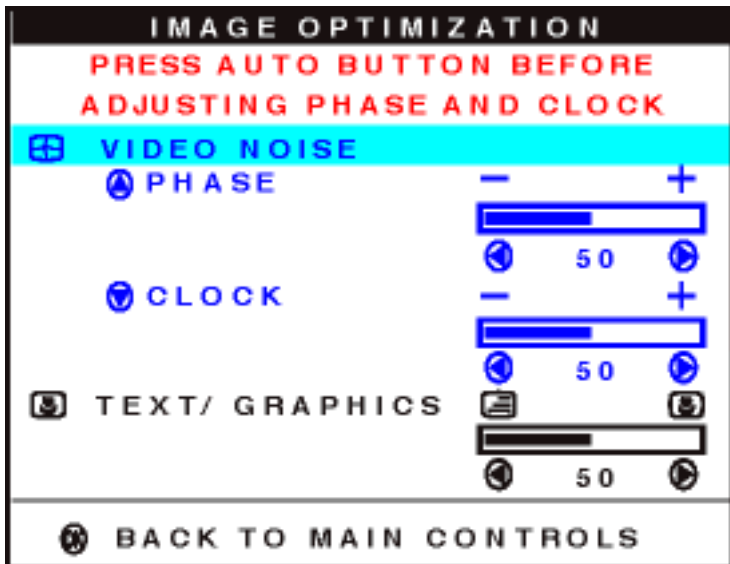 IMAGE OPTIMIZATION
PRESS AUTO BUTTON BEFORE
ADJUSTING PHASE AND CLOCK
VIDEO NOISE
PHASE − +
50
CLOCK − +
50
TEXT/ GRAPHICS
50
OK BACK TO MAIN CONTROLS